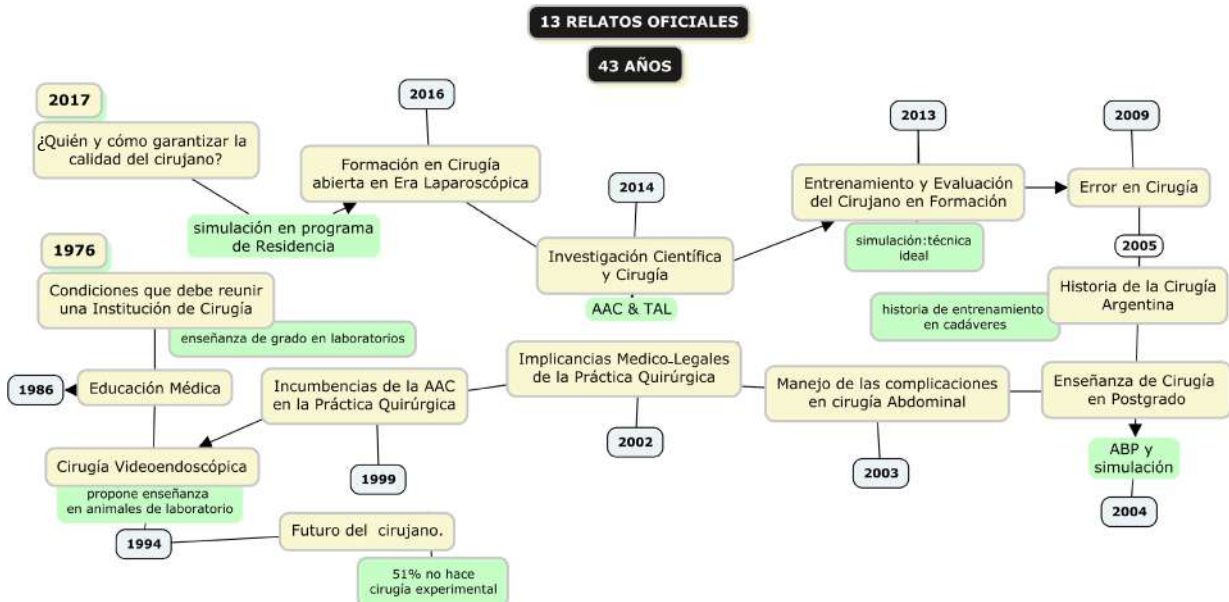 13 RELATOS OFICIALES
43 AÑOS
2017
¿Quién y cómo garantizar la
calidad del cirujano?
simulación en programa
de Residencia
2016
Formación en Cirugía
abierta en Era Laparoscópica
2014
Investigación Científica
y Cirugía
AAC & TAL
2013
Entrenamiento y Evaluación
del Cirujano en Formación
simulación:técnica
ideal
2009
Error en Cirugía
2005
Historia de la Cirugía
Argentina
historia de entrenamiento
en cadáveres
Enseñanza de Cirugía
en Postgrado
ABP y
simulación
2004
Manejo de las complicaciones
en cirugía Abdominal
2003
Implicancias Medico-Legales
de la Práctica Quirúrgica
2002
Incumbencias de la AAC
en la Práctica Quirúrgica
1999
1976
Condiciones que debe reunir
una Institución de Cirugía
enseñanza de grado en laboratorios
1986
Educación Médica
Cirugía Videoendoscópica
propone enseñanza
en animales de laboratorio
1994
Futuro del cirujano.
51% no hace
cirugía experimental